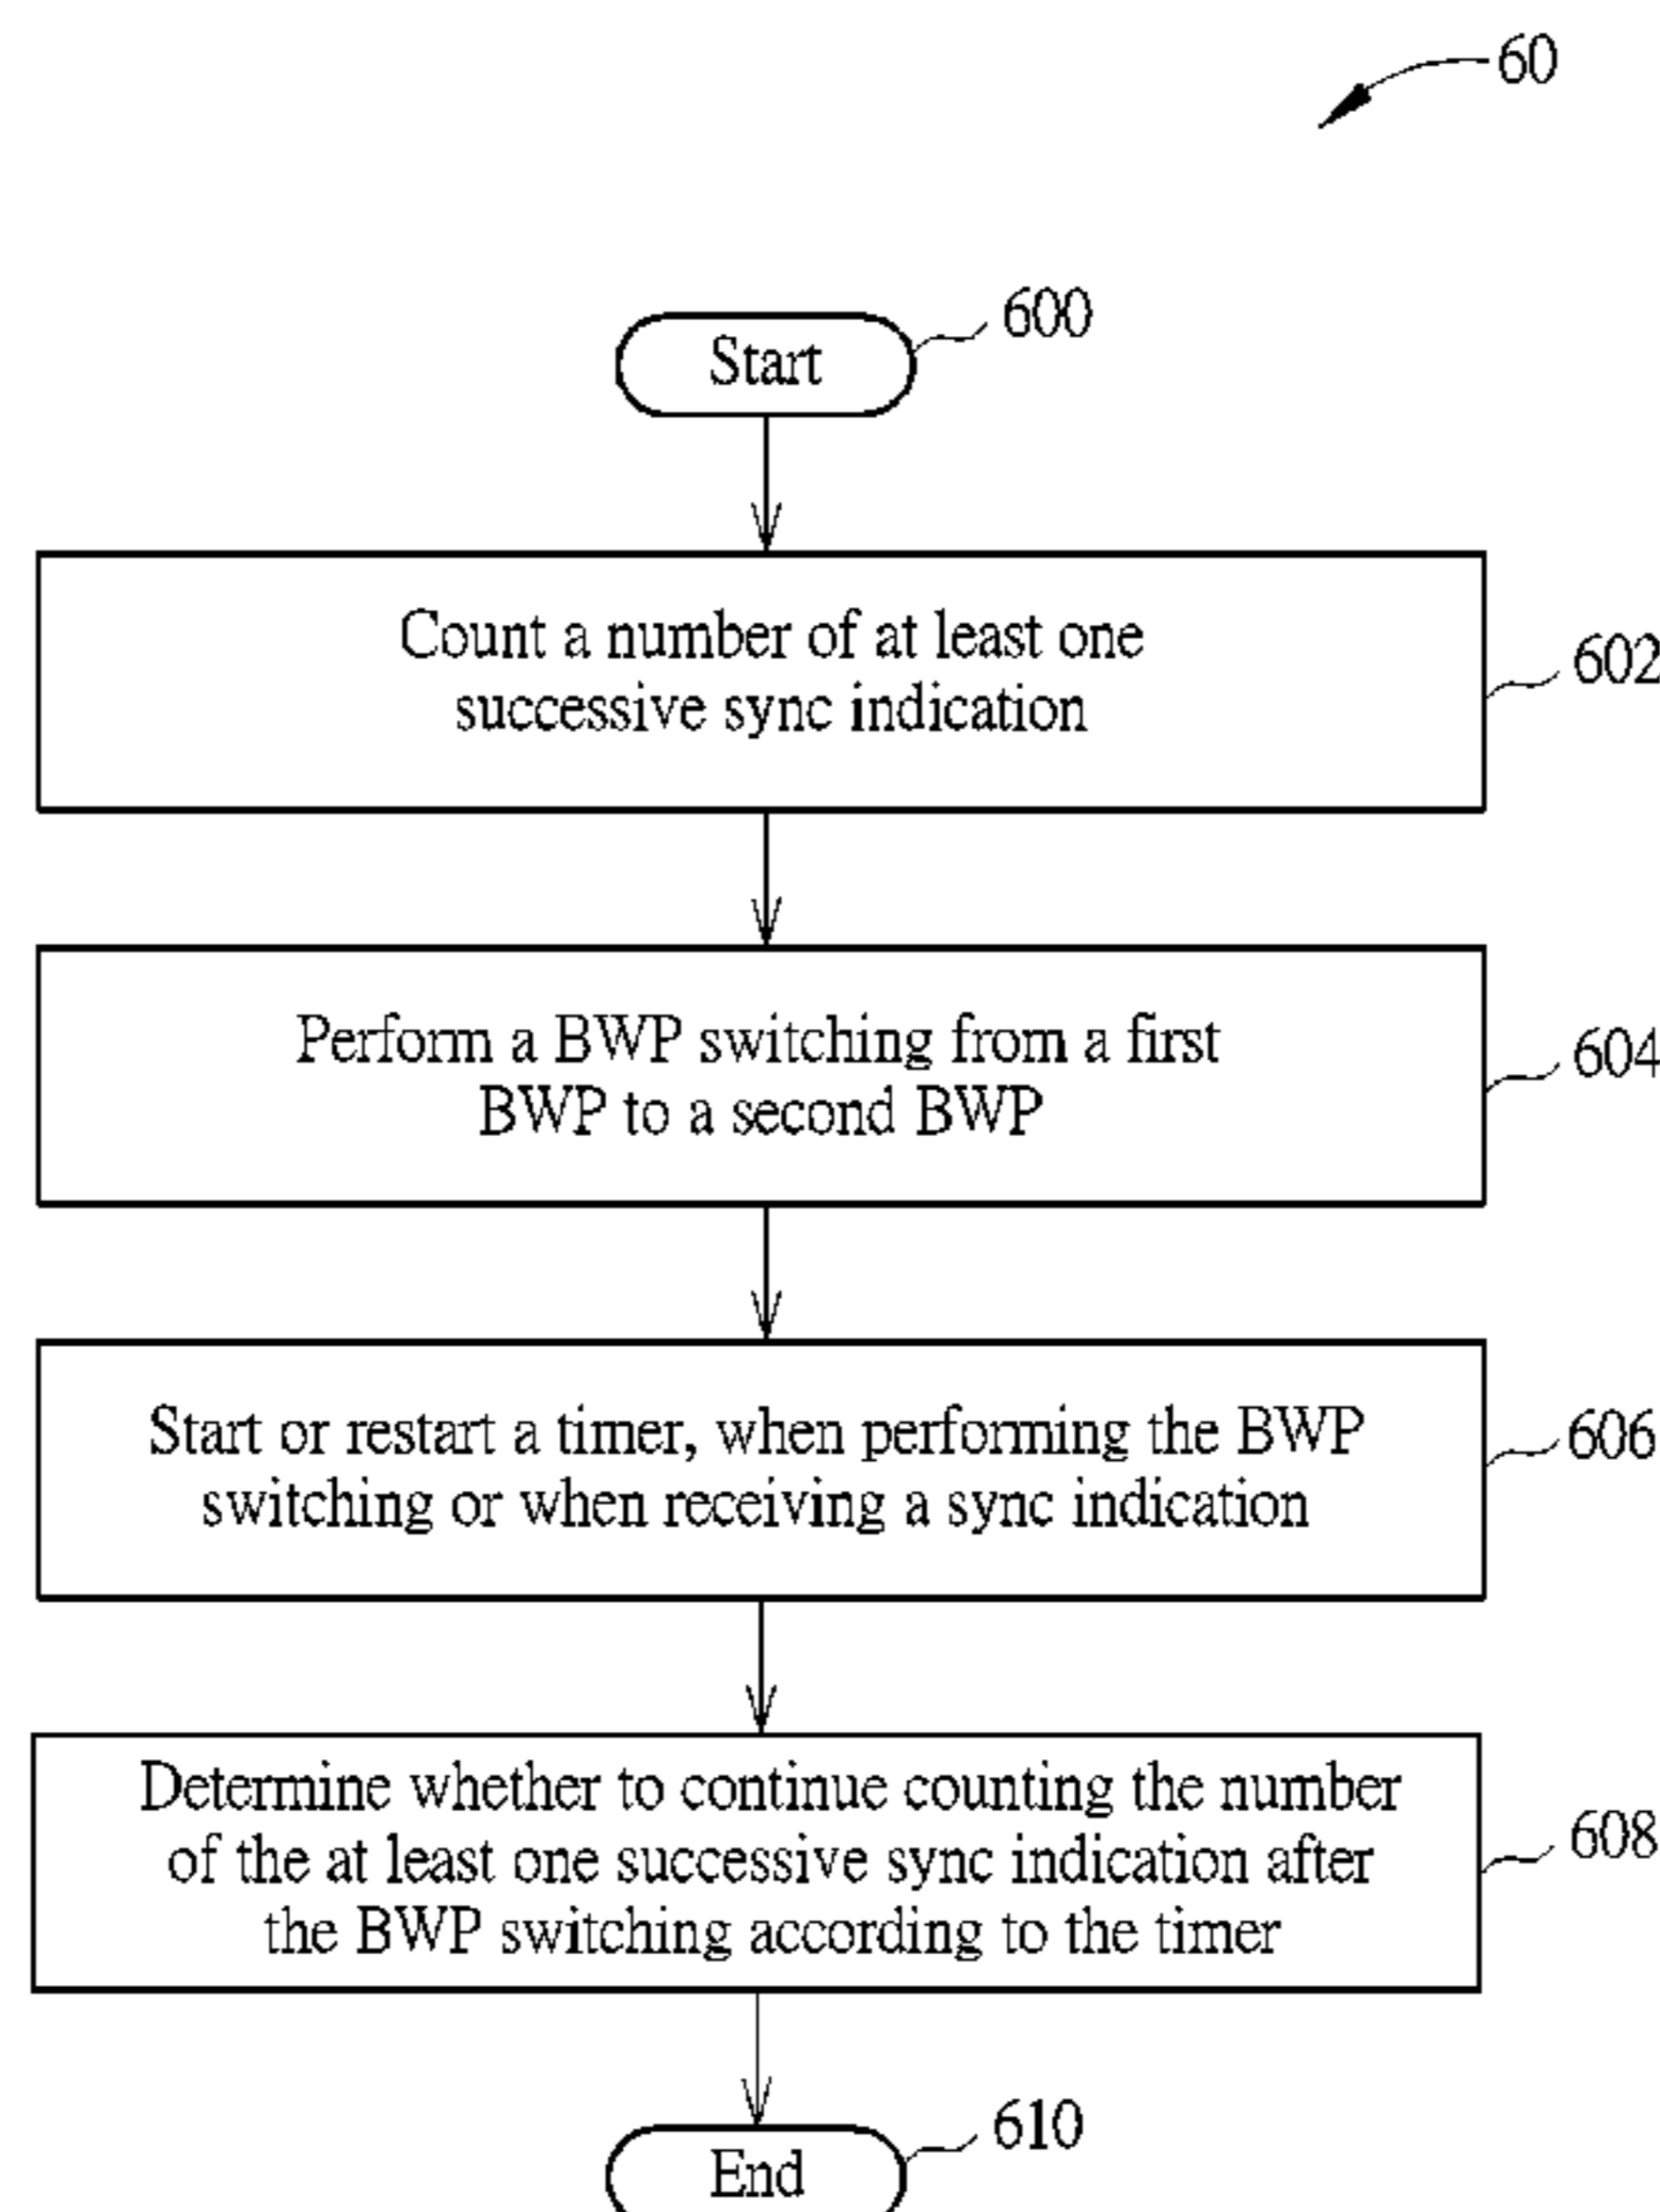 60
Start
600
Count a number of at least one
successive sync indication
602
Perform a BWP switching from a first
BWP to a second BWP
604
Start or restart a timer, when performing the BWP
switching or when receiving a sync indication
606
Determine whether to continue counting the number
of the at least one successive sync indication after
the BWP switching according to the timer
608
End
610